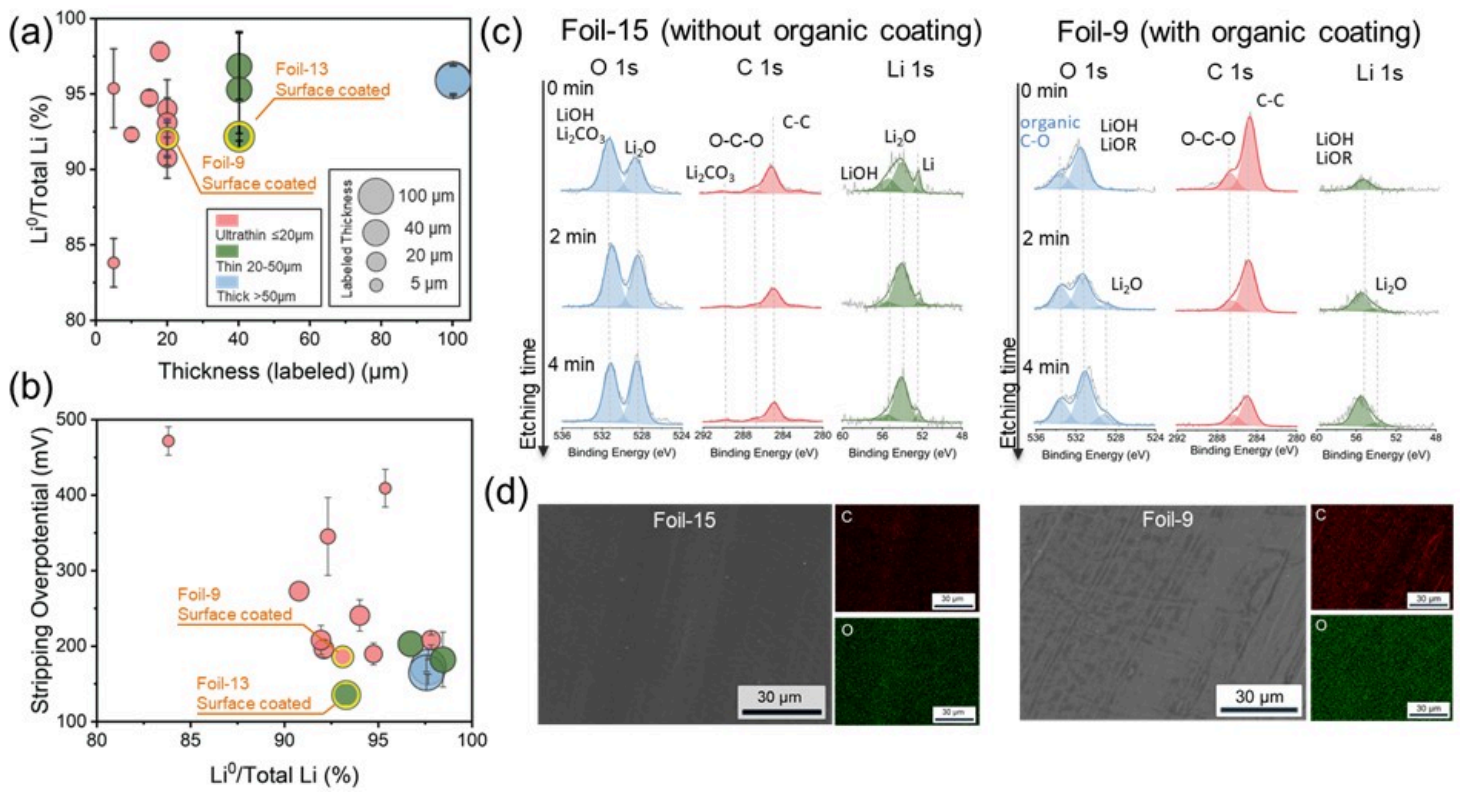 (a)
Li⁰/Total Li (%)
100
95
90
85
80
0
20
40
60
80
100
Thickness (labeled) (µm)
Foil-13
Surface coated
Foil-9
Surface coated
Ultrathin ≤20µm
Thin 20-50µm
Thick >50µm
Labeled Thickness
100 µm
40 µm
20 µm
5 µm
(b)
Stripping Overpotential (mV)
500
400
300
200
100
80
85
90
95
100
Li⁰/Total Li (%)
Foil-9
Surface coated
Foil-13
Surface coated
(c)
Foil-15 (without organic coating)
O 1s
C 1s
Li 1s
0 min
LiOH
Li₂CO₃
Li₂O
O-C-O
C-C
Li₂CO₃
Li₂O
LiOH
Li
2 min
4 min
Etching time
536 532 528 524
292 288 284 280
60 56 52 48
Binding Energy (eV)
Binding Energy (eV)
Binding Energy (eV)
Foil-9 (with organic coating)
O 1s
C 1s
Li 1s
0 min
organic
C-O
LiOH
LiOR
O-C-O
C-C
LiOH
LiOR
2 min
Li₂O
Li₂O
4 min
Etching time
536 532 528 524
292 288 284 280
60 56 52 48
Binding Energy (eV)
Binding Energy (eV)
Binding Energy (eV)
(d)
Foil-15
30 µm
C
30 µm
O
30 µm
Foil-9
30 µm
C
30 µm
O
30 µm